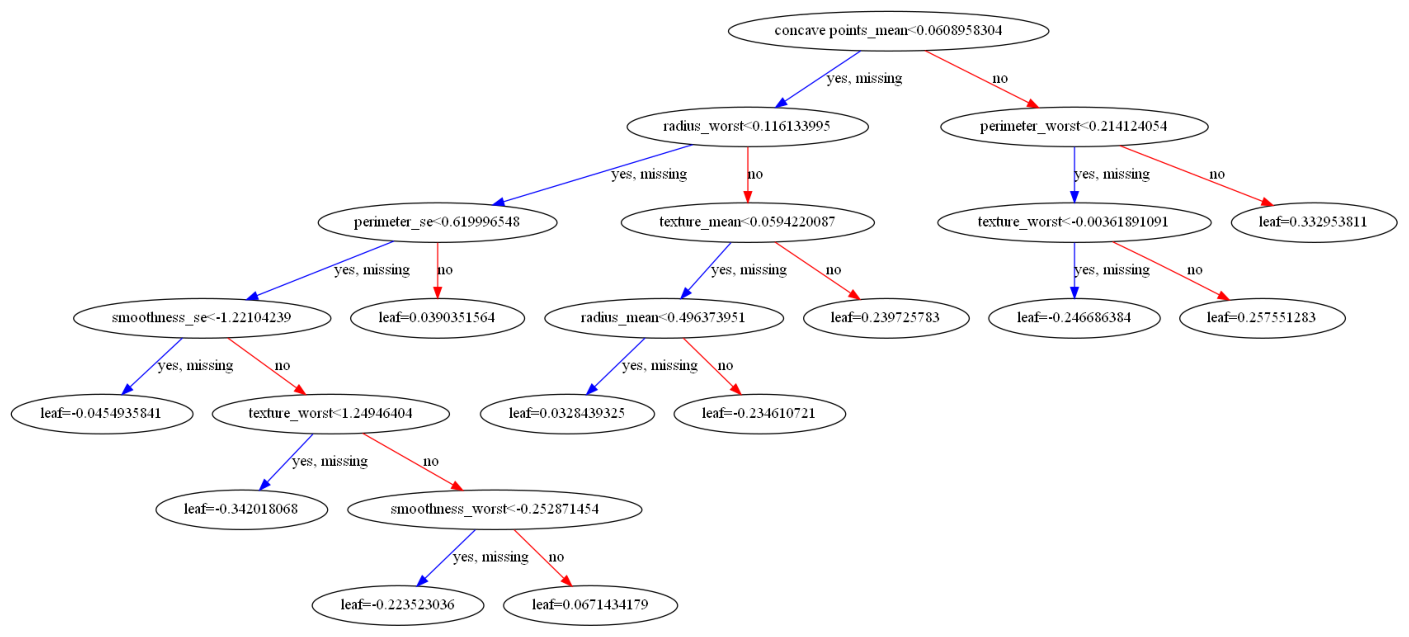 concave points_mean<0.0608958304
yes, missing
no
radius_worst<0.116133995
perimeter_worst<0.214124054
yes, missing
no
yes, missing
no
perimeter_se<0.619996548
texture_mean<0.0594220087
texture_worst<-0.00361891091
leaf=0.332953811
yes, missing
no
yes, missing
no
yes, missing
no
smoothness_se<-1.22104239
leaf=0.0390351564
radius_mean<0.496373951
leaf=0.239725783
leaf=-0.246686384
leaf=0.257551283
yes, missing
no
yes, missing
no
leaf=-0.0454935841
texture_worst<1.24946404
leaf=0.0328439325
leaf=-0.234610721
yes, missing
no
leaf=-0.342018068
smoothness_worst<-0.252871454
yes, missing
no
leaf=-0.223523036
leaf=0.0671434179